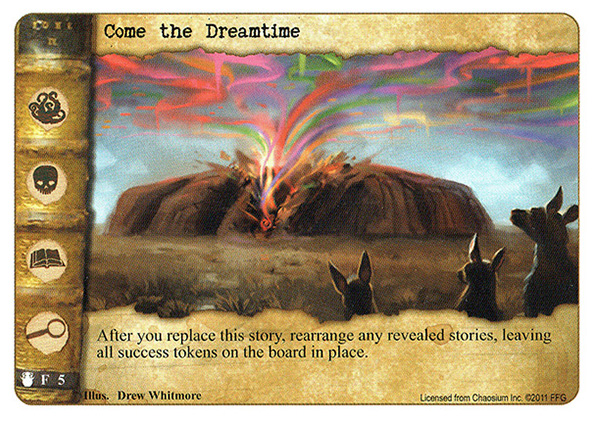 Come the Dreamtime
After you replace this story, rearrange any revealed stories, leaving
all success tokens on the board in place.
F 5
Illus. Drew Whitmore
Licensed from Chaosium Inc. ©2011 FFG